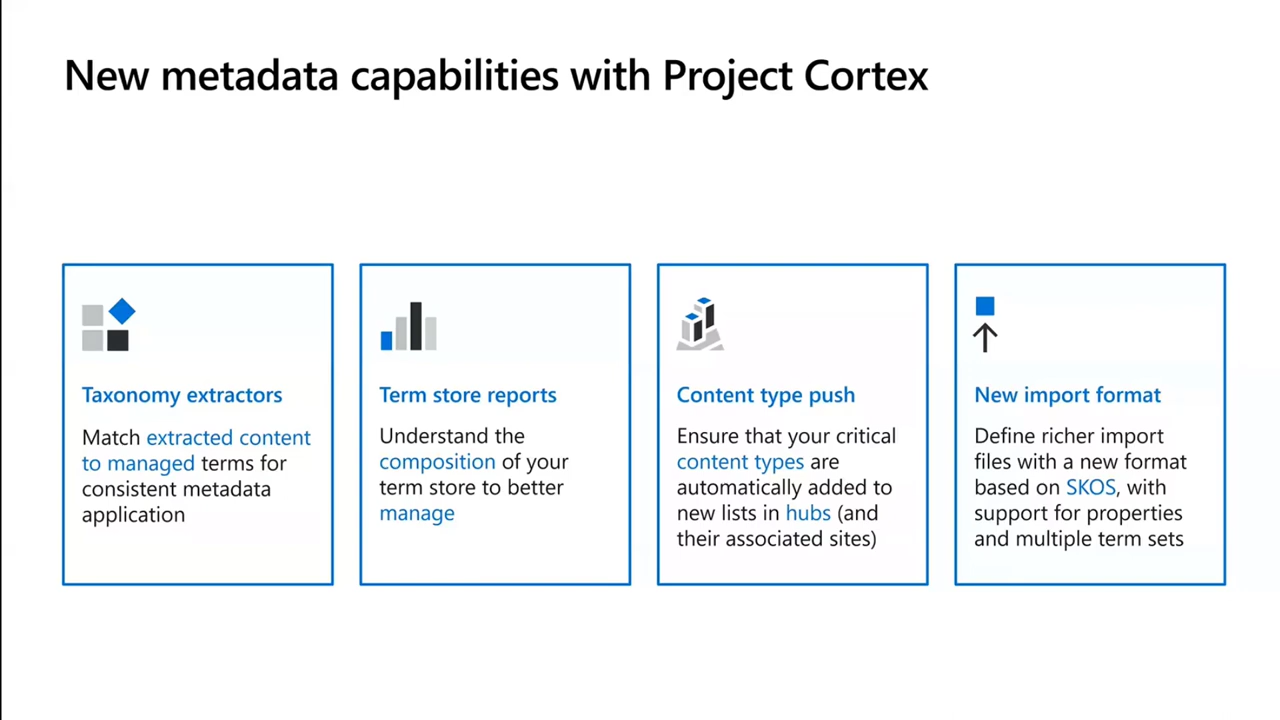 New metadata capabilities with Project Cortex
Taxonomy extractors
Match extracted content
to managed terms for
consistent metadata
application
Term store reports
Understand the
composition of your
term store to better
manage
Content type push
Ensure that your critical
content types are
automatically added to
new lists in hubs (and
their associated sites)
New import format
Define richer import
files with a new format
based on SKOS, with
support for properties
and multiple term sets